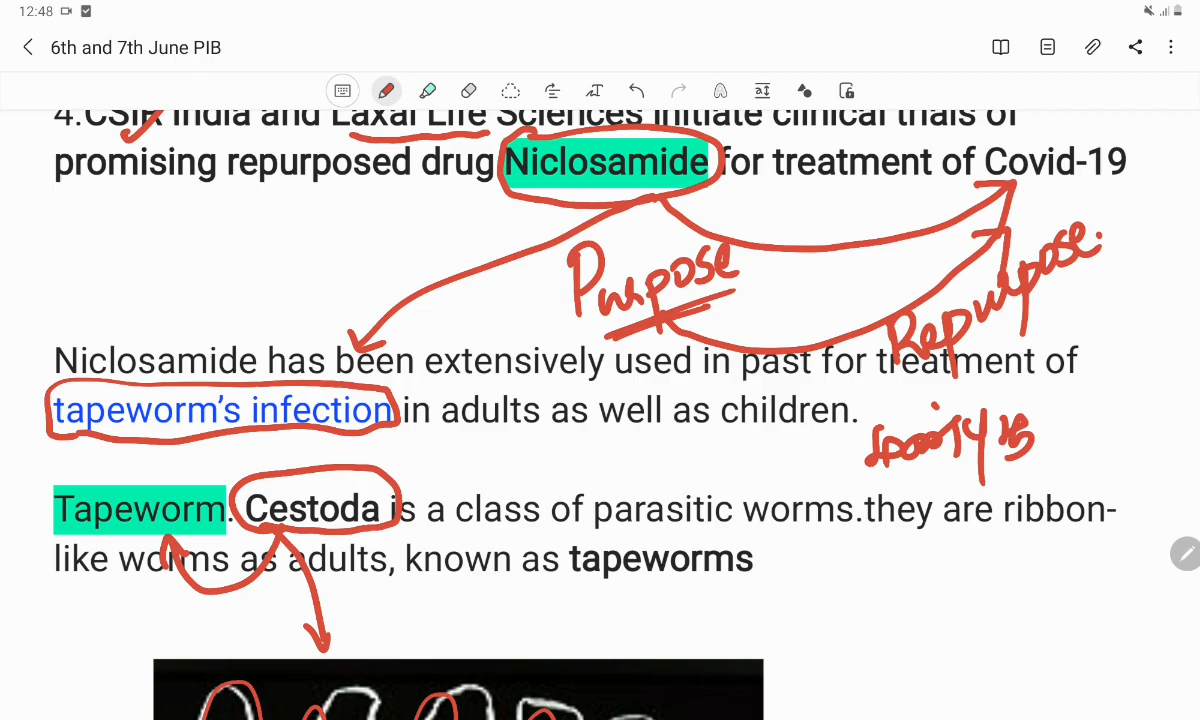 12:48
6th and 7th June PIB
4.CSIR India and Laxai Life Sciences initiate clinical trials of
promising repurposed drug Niclosamide for treatment of Covid-19
Purpose
Repurpose.
Niclosamide has been extensively used in past for treatment of
tapeworm's infection in adults as well as children.
Tapeworm. Cestoda is a class of parasitic worms.they are ribbon-
like worms as adults, known as tapeworms